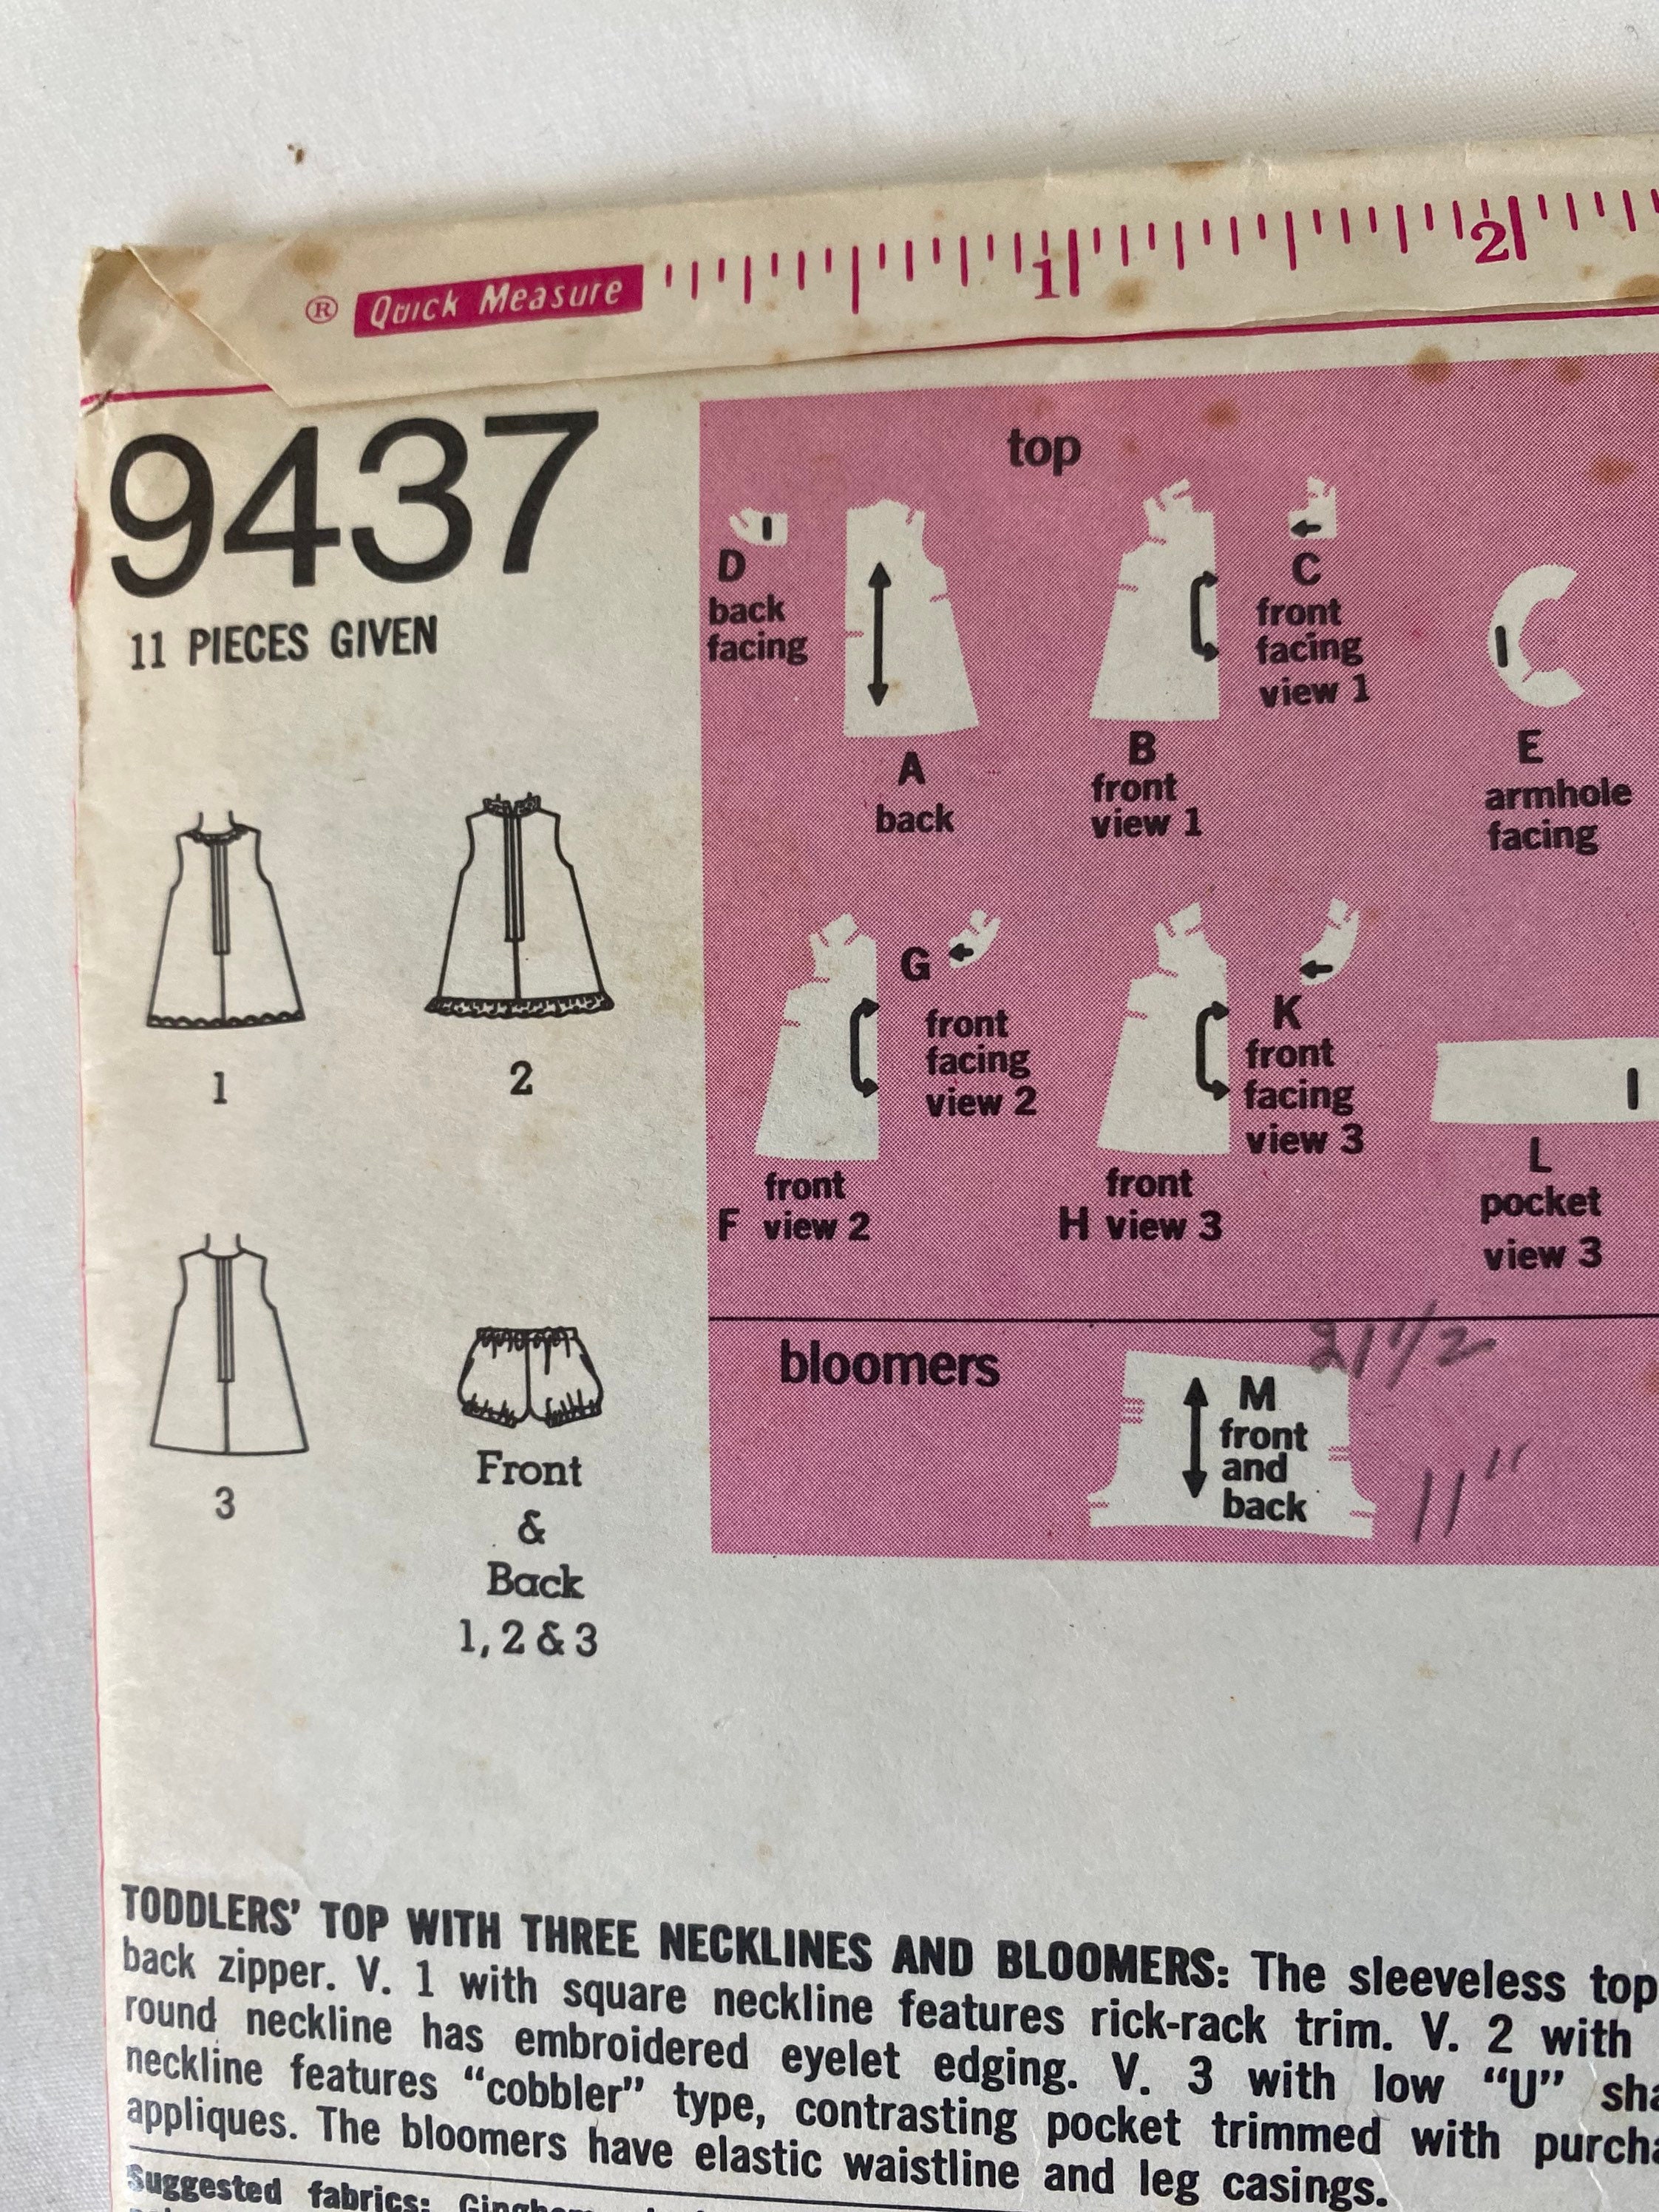 ® Quick Measure 1 2
9437
11 PIECES GIVEN
1
2
3
Front
&
Back
1, 2 & 3
top
D
back
facing
A
back
B
front
view 1
C
front
facing
view 1
E
armhole
facing
F front
view 2
G
front
facing
view 2
H front
view 3
K
front
facing
view 3
L
pocket
view 3
bloomers
M
front
and
back
21 1/2
11"
TODDLERS' TOP WITH THREE NECKLINES AND BLOOMERS: The sleeveless top
back zipper. V. 1 with square neckline features rick-rack trim. V. 2 with
round neckline has embroidered eyelet edging. V. 3 with low "U" sha
neckline features "cobbler" type, contrasting pocket trimmed with purcha
appliques. The bloomers have elastic waistline and leg casings.
Suggested fabrics: